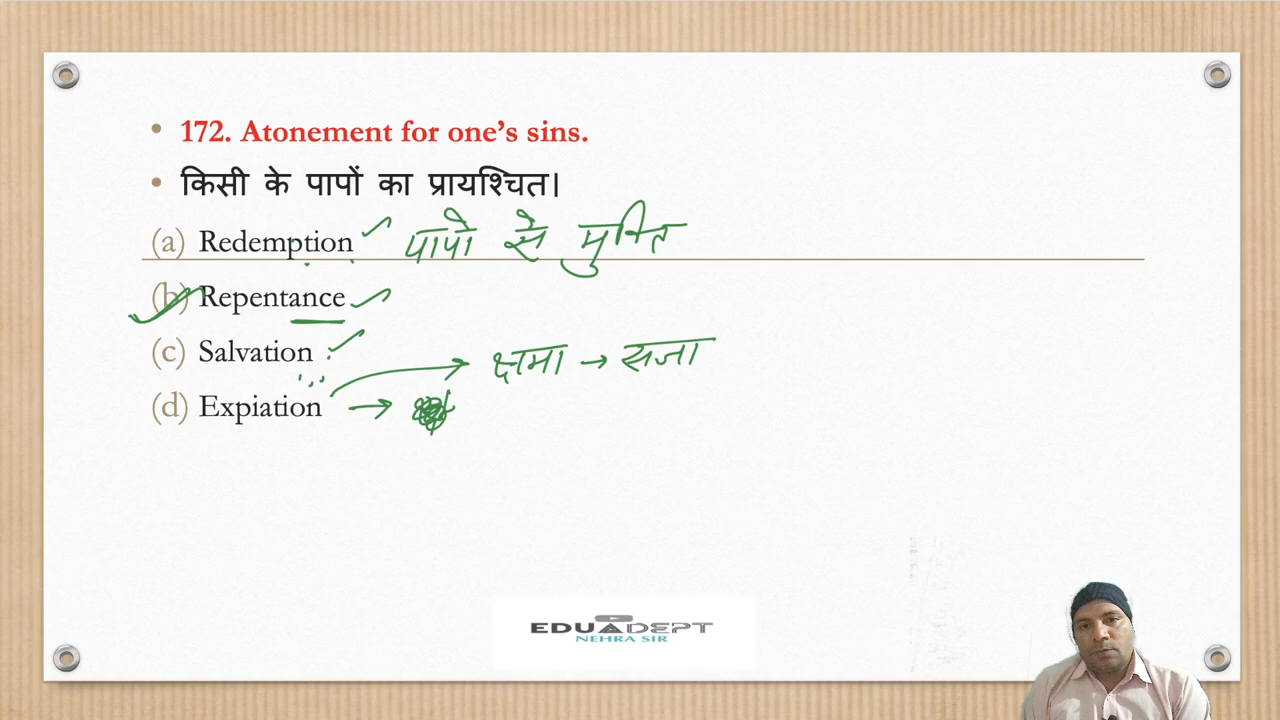 172. Atonement for one's sins.
किसी के पापों का प्रायश्चित।
(a) Redemption पापो से मुक्ति
(b) Repentance
(c) Salvation
क्षमा → सजा
(d) Expiation →
EDUADEPT
NEHRA SIR